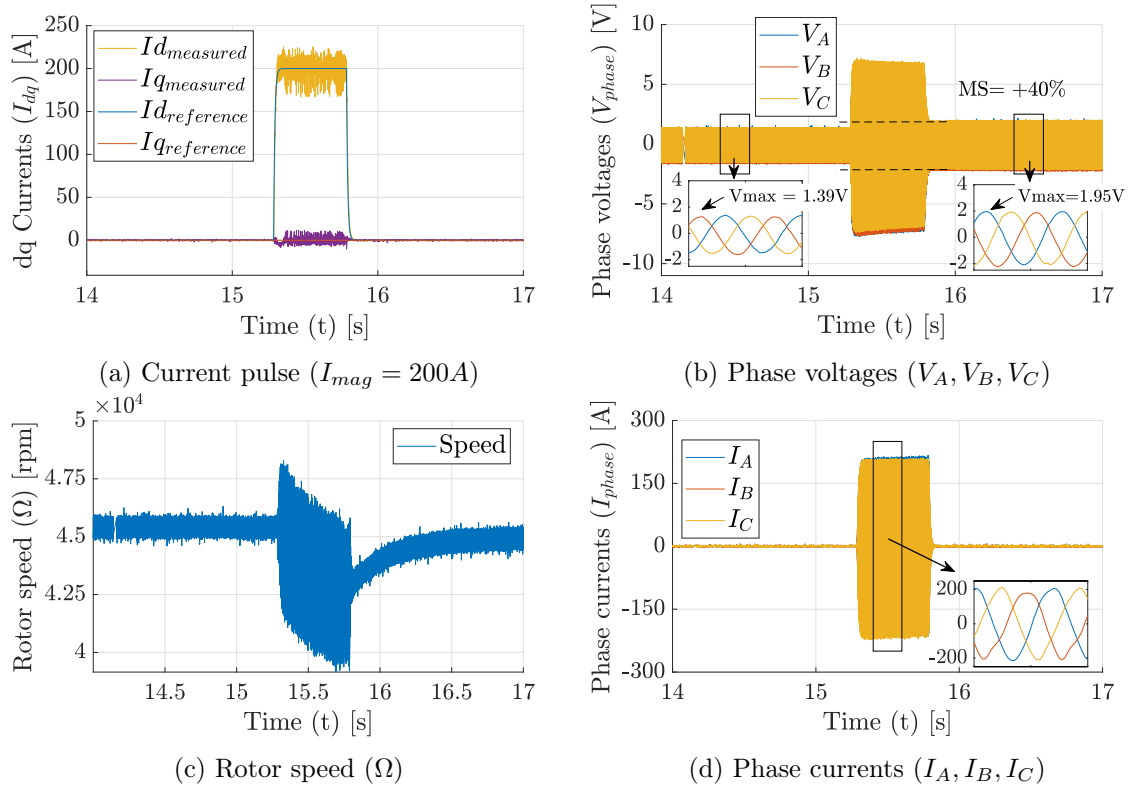 250
200
150
100
50
0
14
15
16
17
dq Currents (I_dq) [A]
Time (t) [s]
Id_measured
Iq_measured
Id_reference
Iq_reference
(a) Current pulse (I_mag = 200A)
10
5
0
-5
-10
14
15
16
17
Phase voltages (V_phase) [V]
Time (t) [s]
V_A
V_B
V_C
MS= +40%
4
2
0
-2
Vmax = 1.39V
4
2
0
-2
Vmax=1.95V
(b) Phase voltages (V_A, V_B, V_C)
×10^4
5
4.75
4.5
4.25
4
14.5
15
15.5
16
16.5
17
Rotor speed (Ω) [rpm]
Time (t) [s]
Speed
(c) Rotor speed (Ω)
300
150
0
-150
-300
14
15
16
17
Phase currents (I_phase) [A]
Time (t) [s]
I_A
I_B
I_C
200
0
-200
(d) Phase currents (I_A, I_B, I_C)